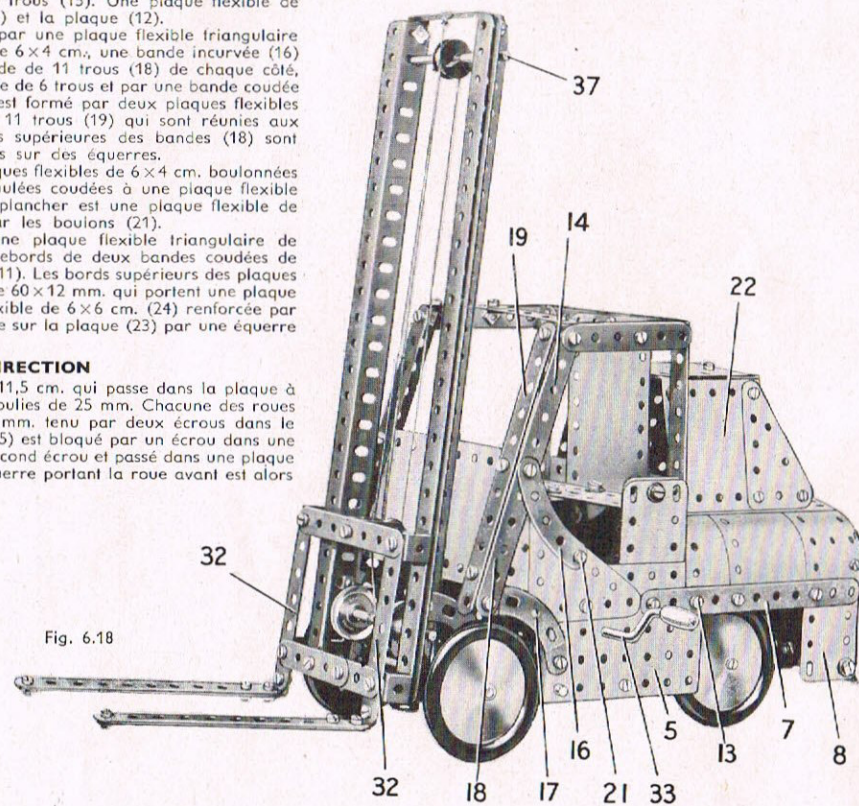 trous (15). Une plaque flexible de
) et la plaque (12).
par une plaque flexible triangulaire
e 6×4 cm., une bande incurvée (16)
de de 11 trous (18) de chaque côté,
e de 6 trous et par une bande coudée
est formé par deux plaques flexibles
11 trous (19) qui sont réunies aux
s supérieures des bandes (18) sont
s sur des équerres.
ques flexibles de 6×4 cm. boulonnées
ulées coudées à une plaque flexible
plancher est une plaque flexible de
ar les boulons (21).
ne plaque flexible triangulaire de
rebords de deux bandes coudées de
11). Les bords supérieurs des plaques
e 60×12 mm. qui portent une plaque
xible de 6×6 cm. (24) renforcée par
e sur la plaque (23) par une équerre
IRECTION
11,5 cm. qui passe dans la plaque à
oulies de 25 mm. Chacune des roues
mm. tenu par deux écrous dans le
5) est bloqué par un écrou dans une
cond écrou et passé dans une plaque
uerre portant la roue avant est alors
37
19
14
22
32
Fig. 6.18
32
18
17
16
21
5
33
13
7
8